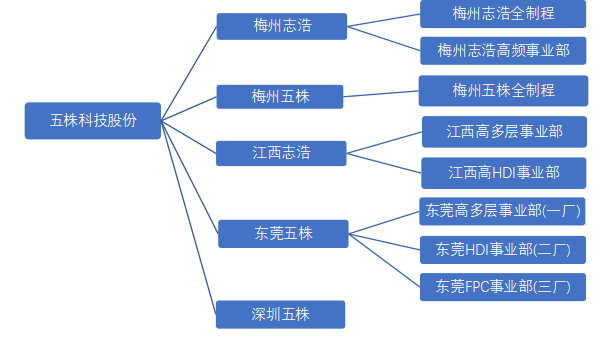 五株科技股份
梅州志浩
梅州志浩全制程
梅州志浩高频事业部
梅州五株
梅州五株全制程
江西志浩
江西高多层事业部
江西高HDI事业部
东莞五株
东莞高多层事业部(一厂)
东莞HDI事业部(二厂)
东莞FPC事业部(三厂)
深圳五株